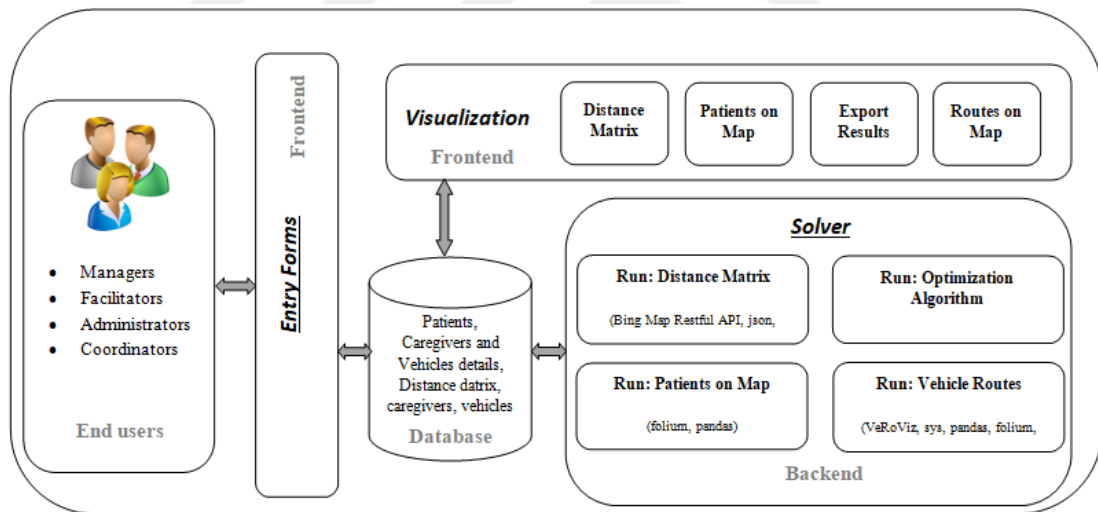 Managers
Facilitators
Administrators
Coordinators
End users
Entry Forms
Frontend
Visualization
Frontend
Distance
Matrix
Patients on
Map
Export
Results
Routes on
Map
Patients,
Caregivers and
Vehicles details,
Distance datrix,
caregivers, vehicles
Database
Solver
Run: Distance Matrix
(Bing Map Restful API, json,
Run: Optimization
Algorithm
Run: Patients on Map
(folium, pandas)
Run: Vehicle Routes
(VeRoViz, sys, pandas, folium,
Backend